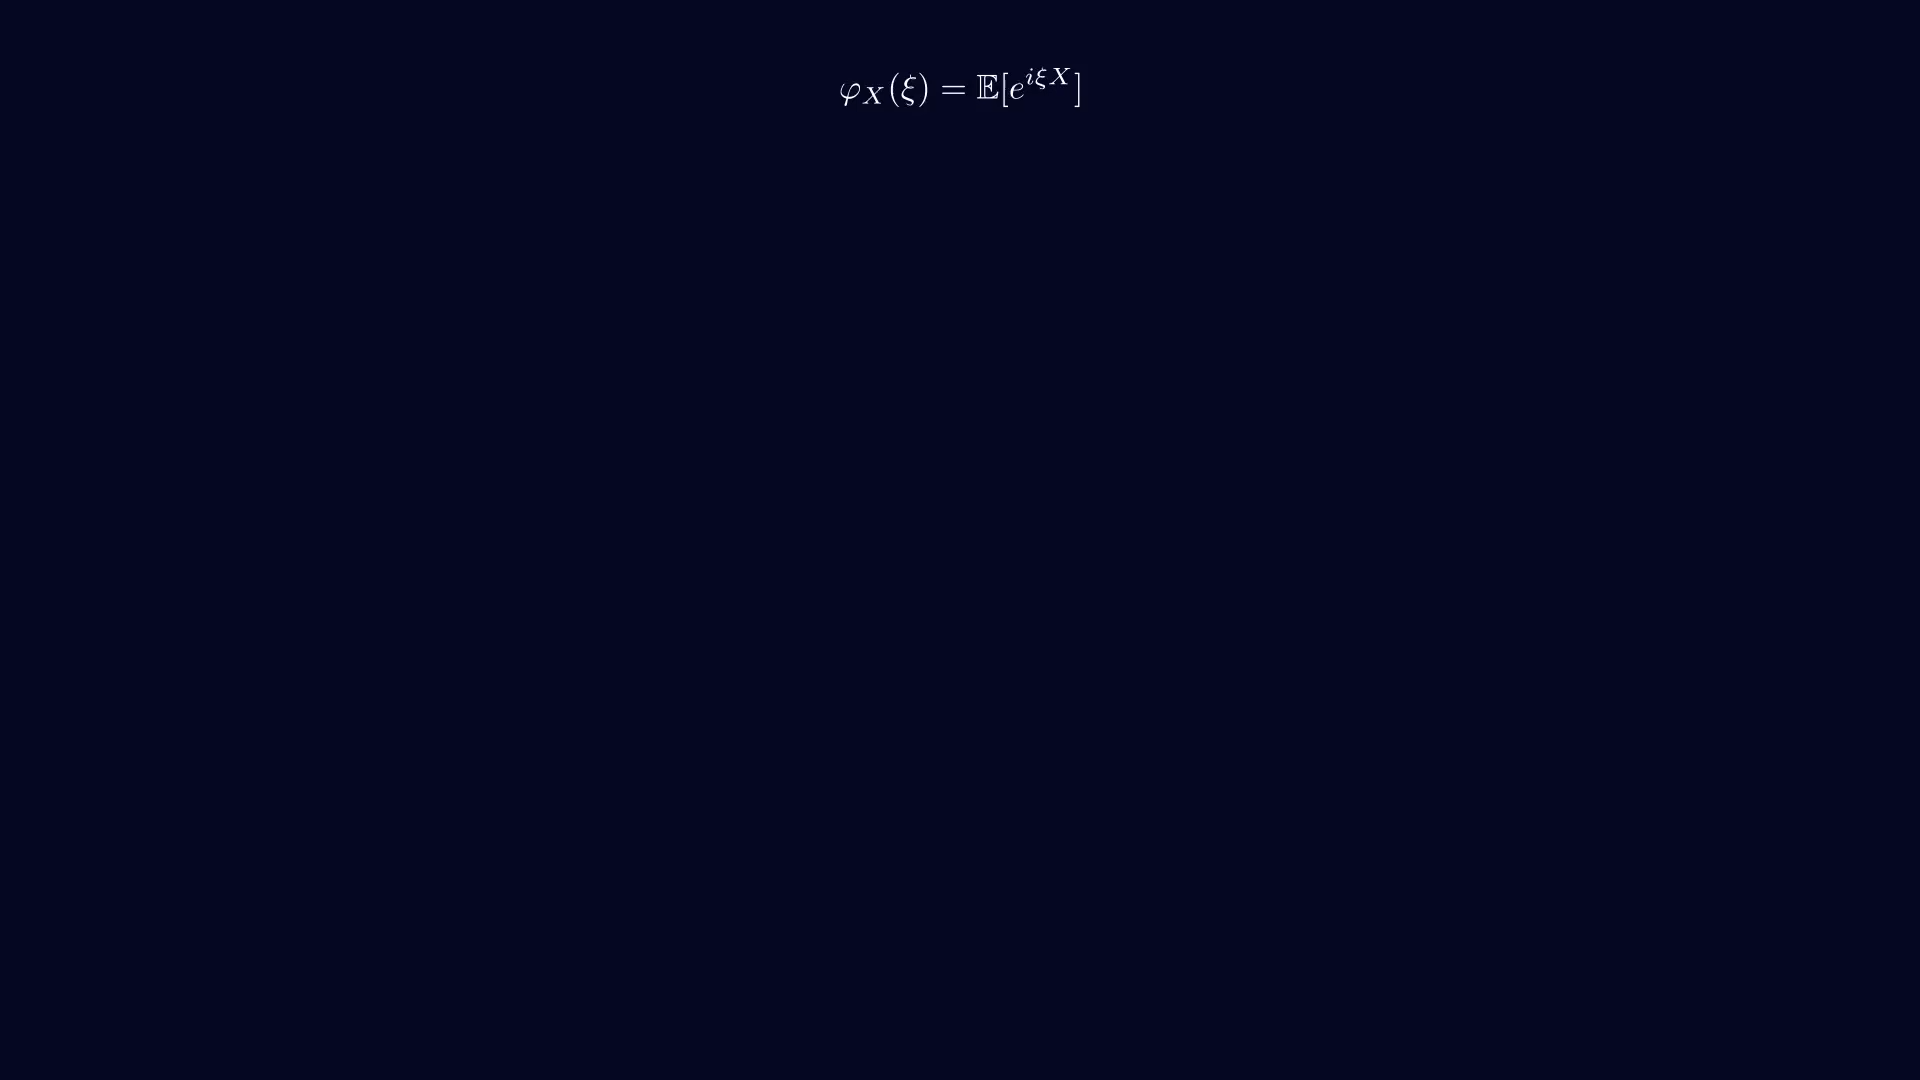 φ_X(ξ) = 𝔼[e^{iξX}]